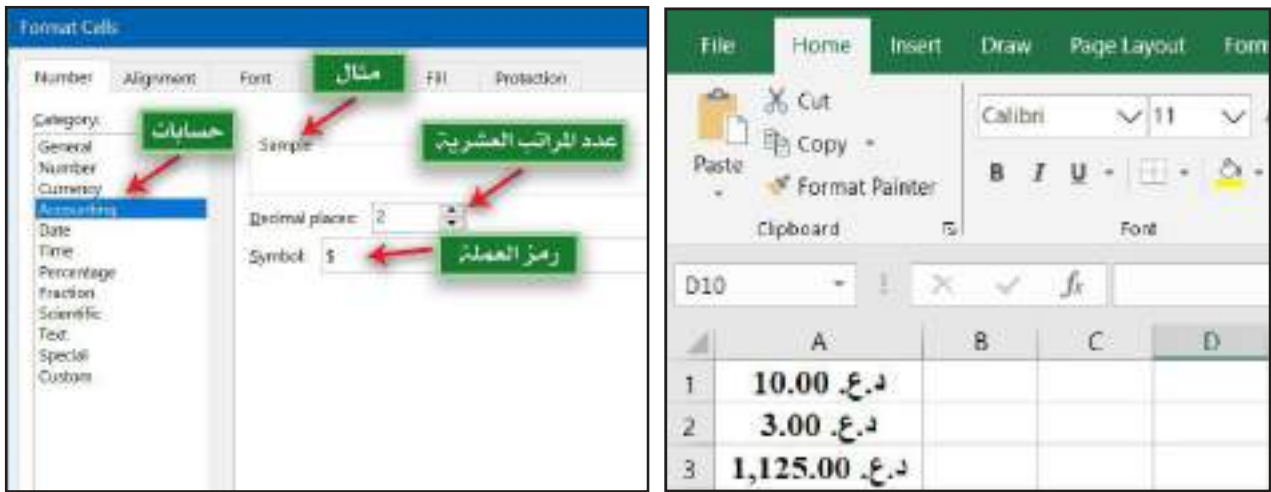 Format Cells
Number Alignment Font Fill Protection
مثال
Category:
حسابات
General
Number
Currency
Accounting
Date
Time
Percentage
Fraction
Scientific
Text
Special
Custom
Sample
عدد المراتب العشرية
Decimal places: 2
Symbol: $
رمز العملة
File Home Insert Draw Page Layout Form
Paste
Cut
Copy
Format Painter
Clipboard
Calibri 11
B I U
Font
D10 fx
A B C D
1 د.ع. 10.00
2 د.ع. 3.00
3 د.ع. 1,125.00